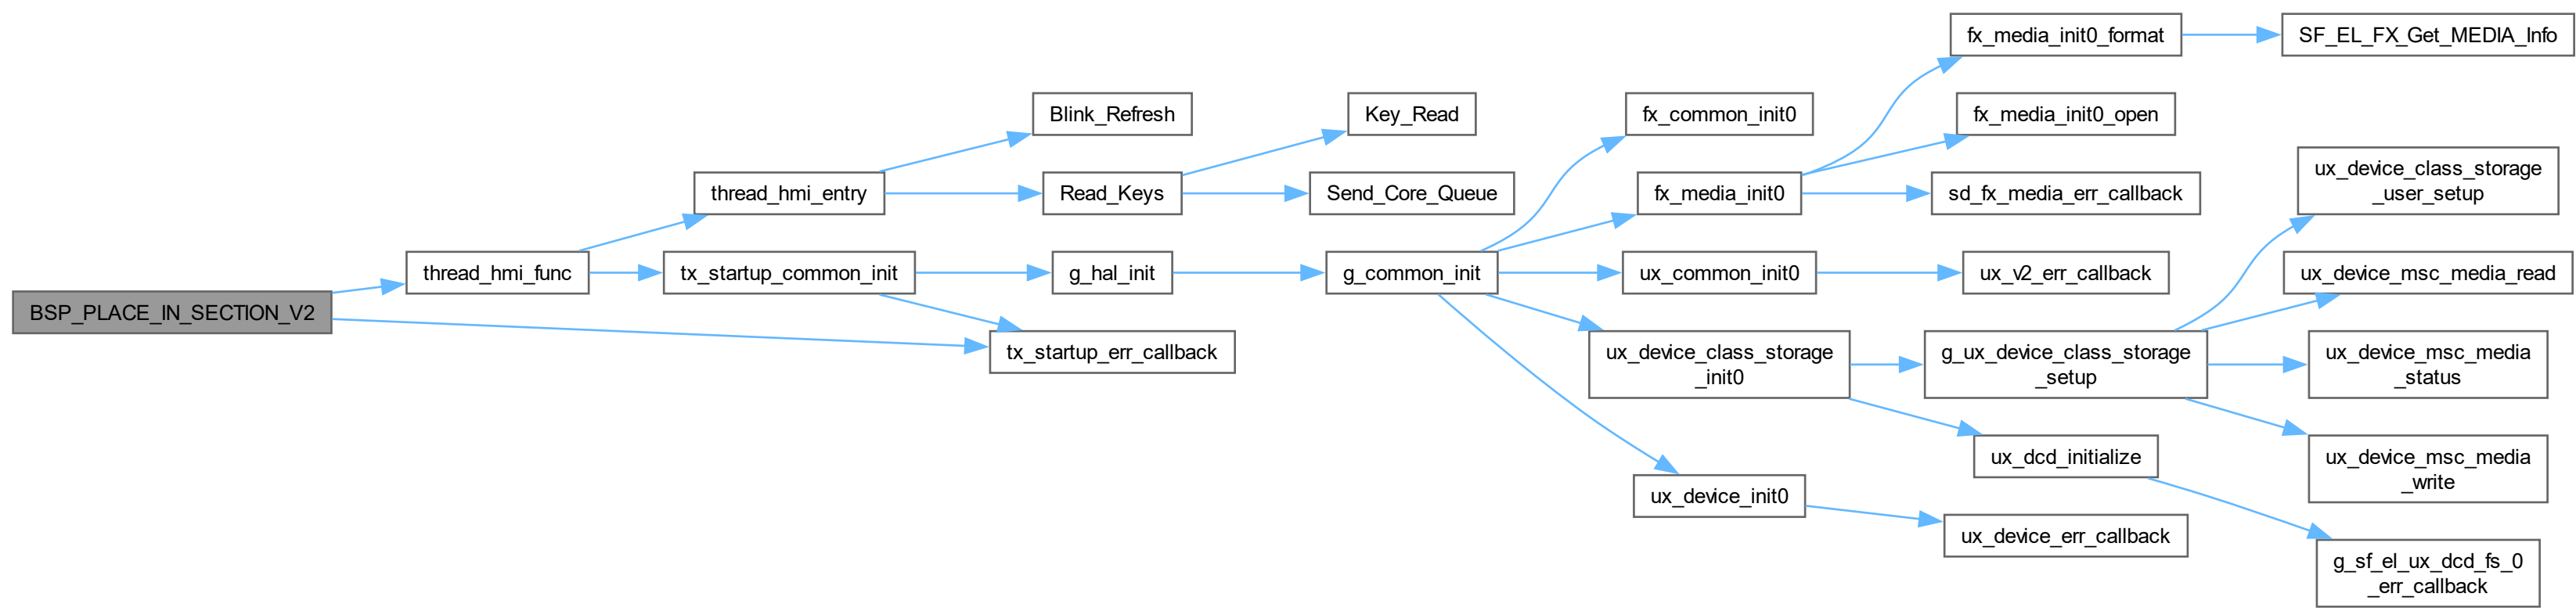 fx_media_init0_format
SF_EL_FX_Get_MEDIA_Info
Blink_Refresh
Key_Read
fx_common_init0
fx_media_init0_open
thread_hmi_entry
Read_Keys
Send_Core_Queue
fx_media_init0
sd_fx_media_err_callback
ux_device_class_storage
_user_setup
thread_hmi_func
tx_startup_common_init
g_hal_init
g_common_init
ux_common_init0
ux_v2_err_callback
ux_device_msc_media_read
BSP_PLACE_IN_SECTION_V2
tx_startup_err_callback
ux_device_class_storage
_init0
g_ux_device_class_storage
_setup
ux_device_msc_media
_status
ux_dcd_initialize
ux_device_msc_media
_write
ux_device_init0
ux_device_err_callback
g_sf_el_ux_dcd_fs_0
_err_callback